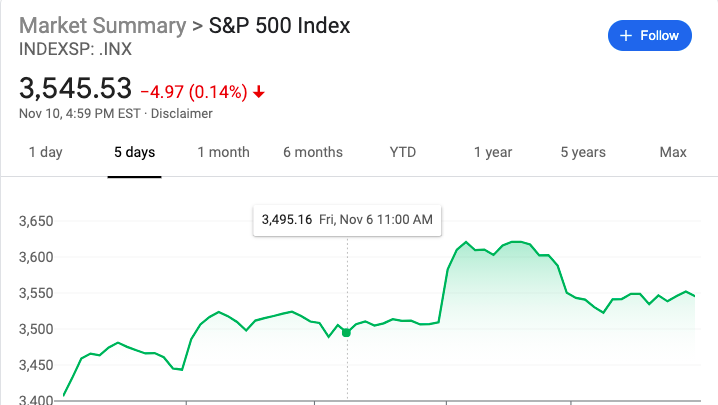 Market Summary > S&P 500 Index
INDEXSP: .INX
+ Follow
3,545.53 −4.97 (0.14%) ↓
Nov 10, 4:59 PM EST · Disclaimer
1 day 5 days 1 month 6 months YTD 1 year 5 years Max
3,495.16 Fri, Nov 6 11:00 AM
3,650
3,600
3,550
3,500
3,450
3,400